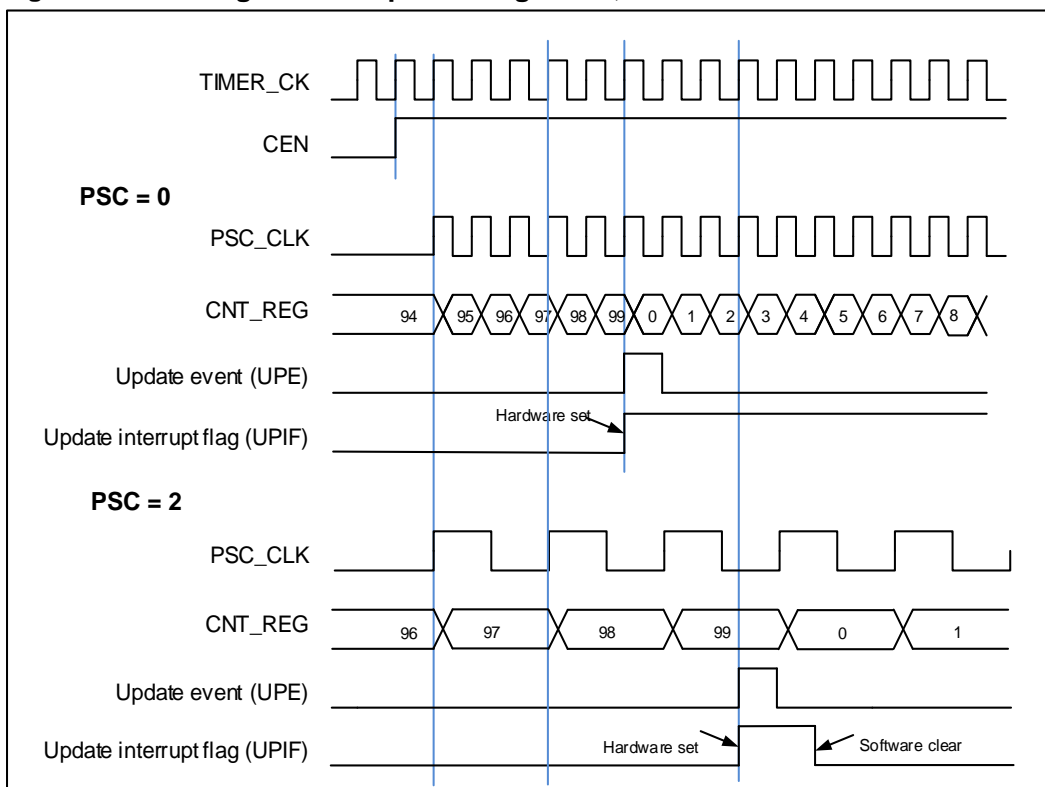 TIMER_CK
CEN
PSC = 0
PSC_CLK
CNT_REG 94 95 96 97 98 99 0 1 2 3 4 5 6 7 8
Update event (UPE)
Hardware set
Update interrupt flag (UPIF)
PSC = 2
PSC_CLK
CNT_REG 96 97 98 99 0 1
Update event (UPE)
Update interrupt flag (UPIF) Hardware set Software clear